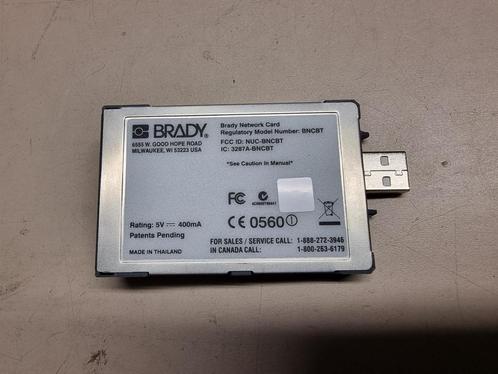 BRADY®
6555 W. GOOD HOPE ROAD
MILWAUKEE, WI 53223 USA
Brady Network Card
Regulatory Model Number: BNCBT
FCC ID: NUC-BNCBT
IC: 3287A-BNCBT
*See Caution in Manual*
FC
CE 0560
Rating: 5V ⎓ 400mA
Patents Pending
MADE IN THAILAND
FOR SALES / SERVICE CALL: 1-888-272-3946
IN CANADA CALL: 1-800-263-6179